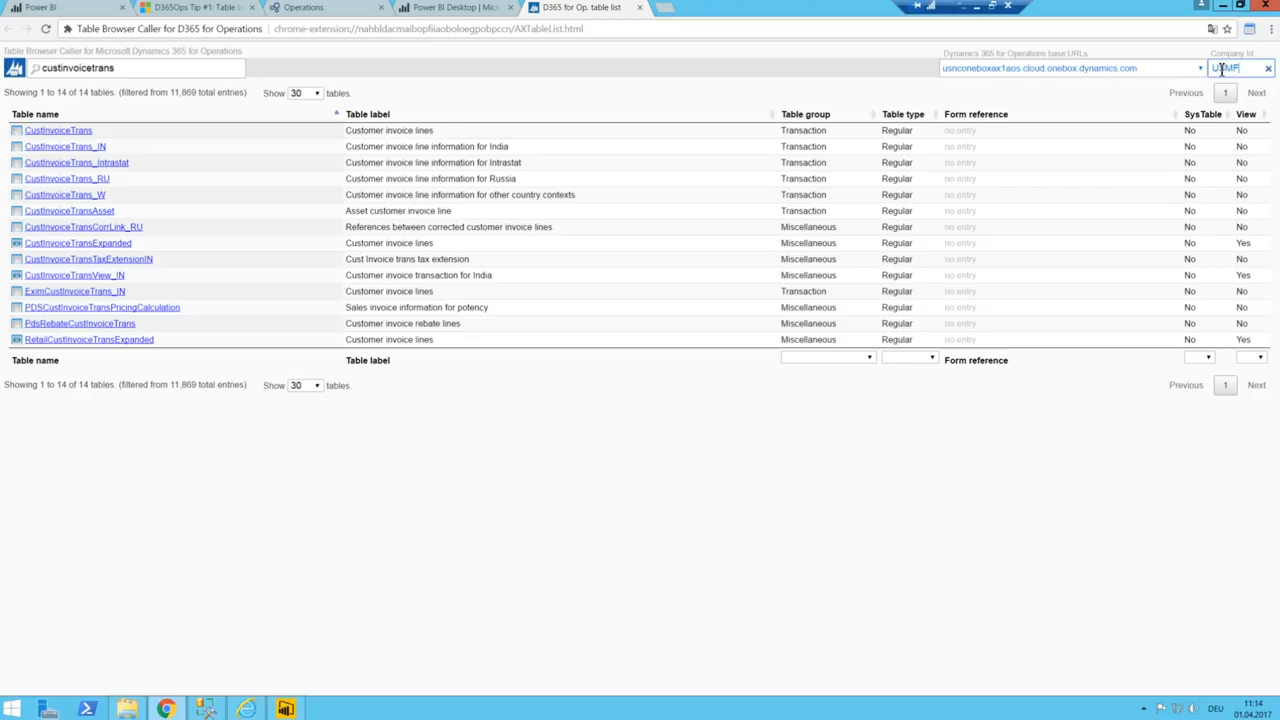 Power BI
D365Ops Tip #1: Table b
Operations
Power BI Desktop | Micr
D365 for Op. table list
Table Browser Caller for D365 for Operations
chrome-extension://nahbldacmaibopfiiaoboloegpobpccn/AXTableList.html
Table Browser Caller for Microsoft Dynamics 365 for Operations
Dynamics 365 for Operations base URLs
Company Id
custinvoicetrans
usnconeboxax1aos.cloud.onebox.dynamics.com
USMF
Showing 1 to 14 of 14 tables. (filtered from 11,869 total entries) Show 30 tables.
Previous 1 Next
Table name Table label Table group Table type Form reference SysTable View
CustInvoiceTrans Customer invoice lines Transaction Regular no entry No No
CustInvoiceTrans_IN Customer invoice line information for India Transaction Regular no entry No No
CustInvoiceTrans_Intrastat Customer invoice line information for Intrastat Transaction Regular no entry No No
CustInvoiceTrans_RU Customer invoice line information for Russia Transaction Regular no entry No No
CustInvoiceTrans_W Customer invoice line information for other country contexts Transaction Regular no entry No No
CustInvoiceTransAsset Asset customer invoice line Transaction Regular no entry No No
CustInvoiceTransCorrLink_RU References between corrected customer invoice lines Miscellaneous Regular no entry No No
CustInvoiceTransExpanded Customer invoice lines Miscellaneous Regular no entry No Yes
CustInvoiceTransTaxExtensionIN Cust Invoice trans tax extension Miscellaneous Regular no entry No No
CustInvoiceTransView_IN Customer invoice transaction for India Miscellaneous Regular no entry No Yes
EximCustInvoiceTrans_IN Customer invoice lines Transaction Regular no entry No No
PDSCustInvoiceTransPricingCalculation Sales invoice information for potency Miscellaneous Regular no entry No No
PdsRebateCustInvoiceTrans Customer invoice rebate lines Miscellaneous Regular no entry No No
RetailCustInvoiceTransExpanded Customer invoice lines Miscellaneous Regular no entry No Yes
Table name Table label Form reference
Showing 1 to 14 of 14 tables. (filtered from 11,869 total entries) Show 30 tables.
Previous 1 Next
DEU
11:14
01.04.2017